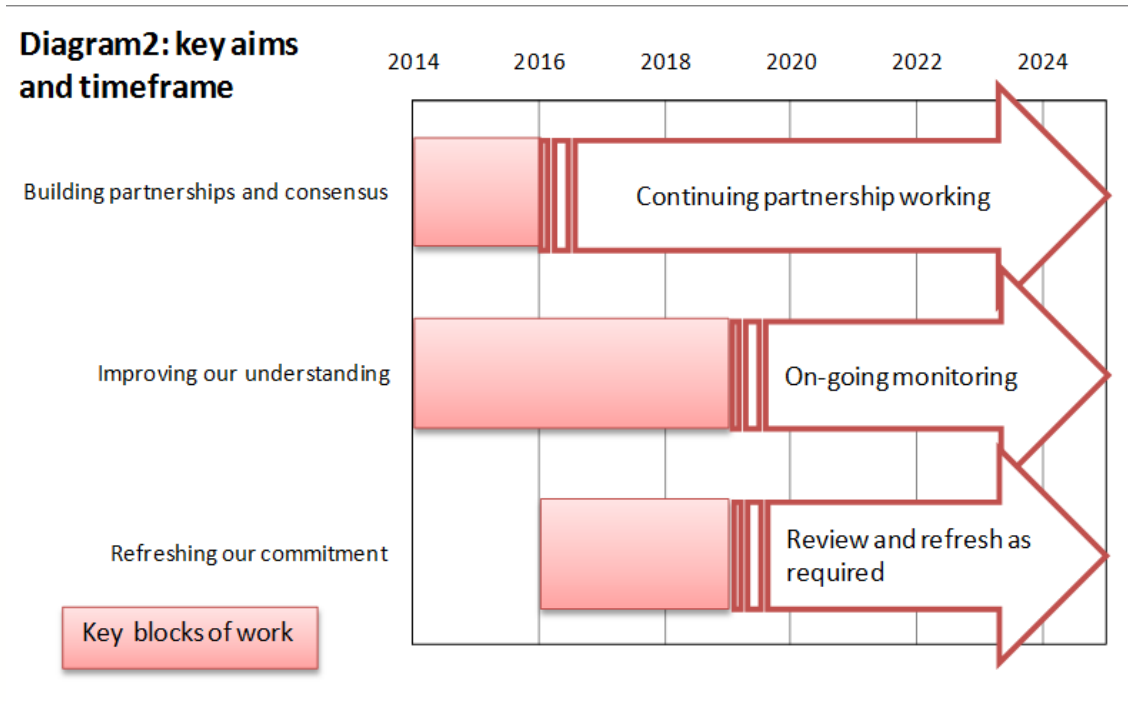 Diagram2: key aims
and timeframe
2014 2016 2018 2020 2022 2024
Building partnerships and consensus
Continuing partnership working
Improving our understanding
On-going monitoring
Refreshing our commitment
Review and refresh as
required
Key blocks of work